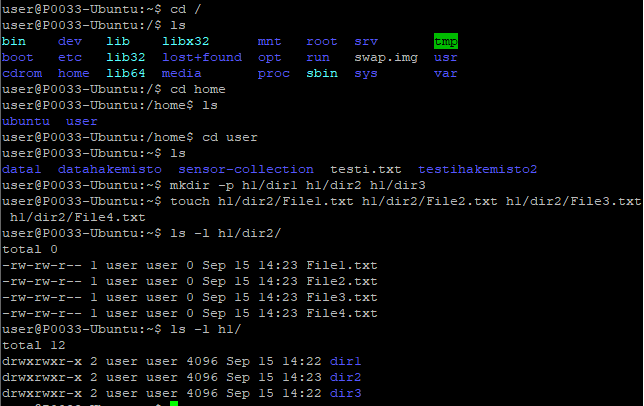 user@P0033-Ubuntu:~$ cd /
user@P0033-Ubuntu:/$ ls
bin    dev   lib    libx32      mnt   root  srv       tmp
boot   etc   lib32  lost+found  opt   run   swap.img  usr
cdrom  home  lib64  media       proc  sbin  sys       var
user@P0033-Ubuntu:/$ cd home
user@P0033-Ubuntu:/home$ ls
ubuntu  user
user@P0033-Ubuntu:/home$ cd user
user@P0033-Ubuntu:~$ ls
data1  datahakemisto  sensor-collection  testi.txt  testihakemisto2
user@P0033-Ubuntu:~$ mkdir -p h1/dir1 h1/dir2 h1/dir3
user@P0033-Ubuntu:~$ touch h1/dir2/File1.txt h1/dir2/File2.txt h1/dir2/File3.txt
h1/dir2/File4.txt
user@P0033-Ubuntu:~$ ls -l h1/dir2/
total 0
-rw-rw-r-- 1 user user 0 Sep 15 14:23 File1.txt
-rw-rw-r-- 1 user user 0 Sep 15 14:23 File2.txt
-rw-rw-r-- 1 user user 0 Sep 15 14:23 File3.txt
-rw-rw-r-- 1 user user 0 Sep 15 14:23 File4.txt
user@P0033-Ubuntu:~$ ls -l h1/
total 12
drwxrwxr-x 2 user user 4096 Sep 15 14:22 dir1
drwxrwxr-x 2 user user 4096 Sep 15 14:23 dir2
drwxrwxr-x 2 user user 4096 Sep 15 14:22 dir3